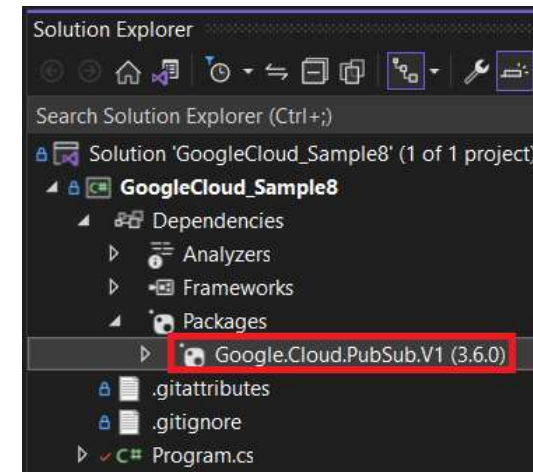 Solution Explorer
Search Solution Explorer (Ctrl+;)
Solution 'GoogleCloud_Sample8' (1 of 1 project)
C# GoogleCloud_Sample8
Dependencies
Analyzers
Frameworks
Packages
Google.Cloud.PubSub.V1 (3.6.0)
.gitattributes
.gitignore
C# Program.cs